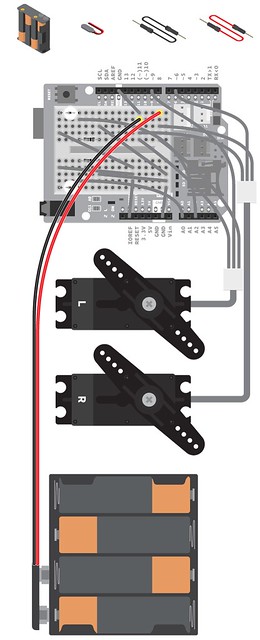 SCL
SDA
AREF
GND
13
12
~11
~10
~9
8
7
~6
~5
4
~3
2
TX→1
RX←0
IOREF
RESET
3.3V
5V
GND
GND
Vin
A0
A1
A2
A3
A4
A5
L
R